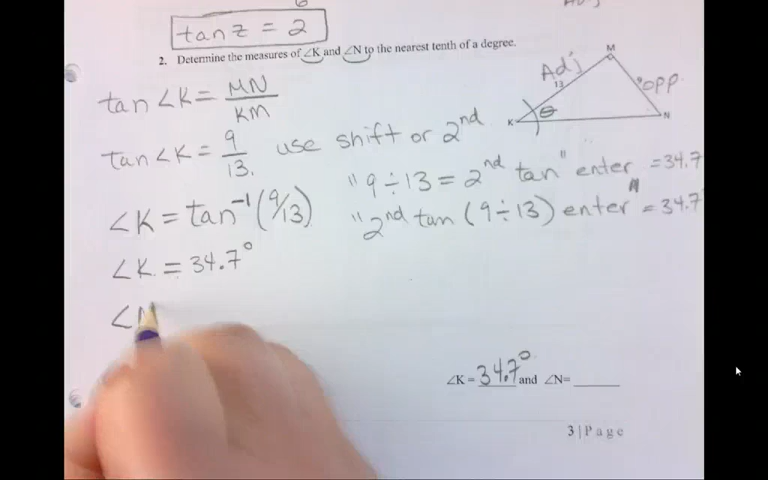 tan Z = 2
2. Determine the measures of ∠K and ∠N to the nearest tenth of a degree.
M
Adj
13
9 opp
K
θ
N
tan ∠K = MN/KM
tan ∠K = 9/13. use shift or 2nd
"9 ÷ 13 = 2nd tan" enter = 34.7
∠K = tan⁻¹(9/13)
"2nd tan (9 ÷ 13) enter" = 34.7
∠K = 34.7°
∠N
∠K = 34.7° and ∠N= ______
3 | Page